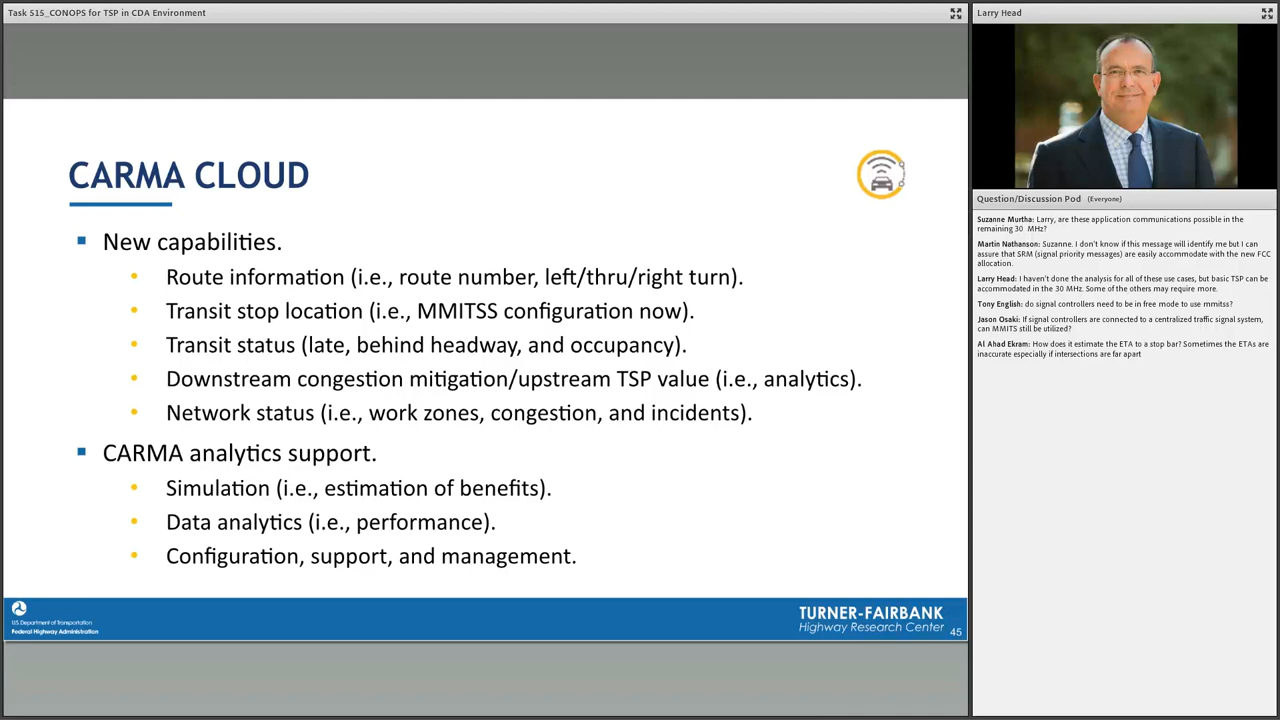 Task 515_CONOPS for TSP in CDA Environment
CARMA CLOUD
New capabilities.
Route information (i.e., route number, left/thru/right turn).
Transit stop location (i.e., MMITSS configuration now).
Transit status (late, behind headway, and occupancy).
Downstream congestion mitigation/upstream TSP value (i.e., analytics).
Network status (i.e., work zones, congestion, and incidents).
CARMA analytics support.
Simulation (i.e., estimation of benefits).
Data analytics (i.e., performance).
Configuration, support, and management.
US Department of Transportation
Federal Highway Administration
TURNER-FAIRBANK
Highway Research Center
45
Larry Head
Question/Discussion Pod (Everyone)
Suzanne Murtha: Larry, are these application communications possible in the
remaining 30 MHz?
Martin Nathanson: Suzanne. I don't know if this message will identify me but I can
assure that SRM (signal priority messages) are easily accommodated with the new FCC
allocation.
Larry Head: I haven't done the analysis for all of these use cases, but basic TSP can be
accommodated in the 30 MHz. Some of the others may require more.
Tony English: do signal controllers need to be in free mode to use mmitss?
Jason Osaki: If signal controllers are connected to a centralized traffic signal system,
can MMITS still be utilized?
Al Ahad Ekram: How does it estimate the ETA to a stop bar? Sometimes the ETAs are
inaccurate especially if intersections are far apart